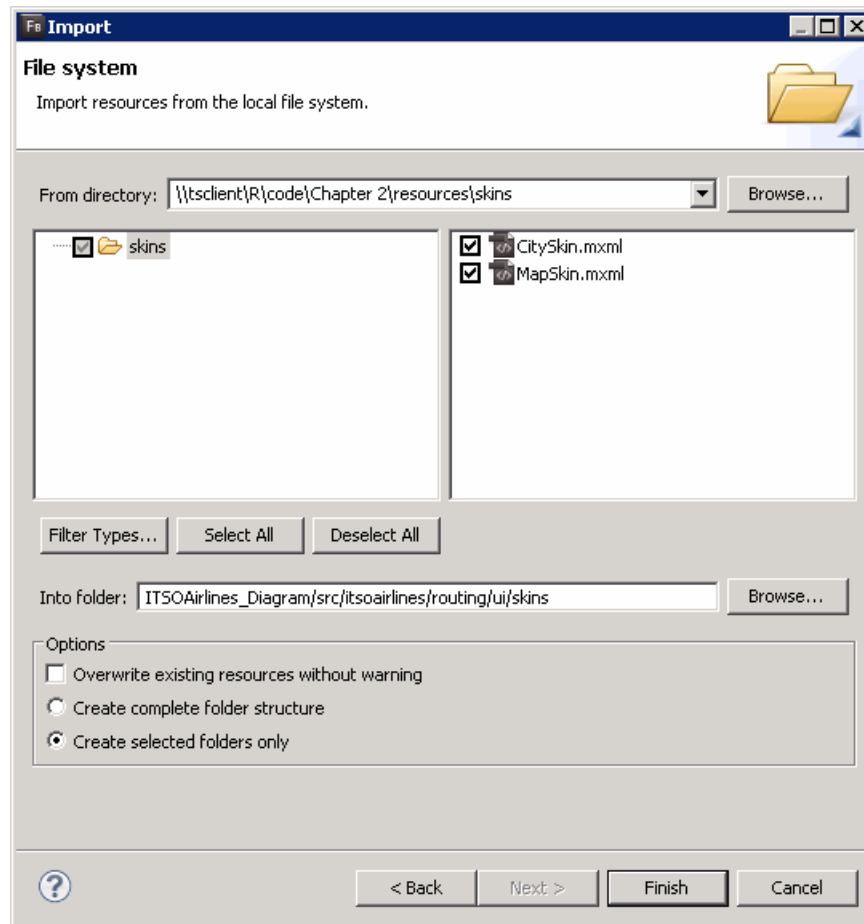 FB Import
File system
Import resources from the local file system.
From directory: \\tsclient\R\code\Chapter 2\resources\skins Browse...
skins
CitySkin.mxml
MapSkin.mxml
Filter Types... Select All Deselect All
Into folder: ITSOAirlines_Diagram/src/itsoairlines/routing/ui/skins Browse...
Options
Overwrite existing resources without warning
Create complete folder structure
Create selected folders only
? < Back Next > Finish Cancel